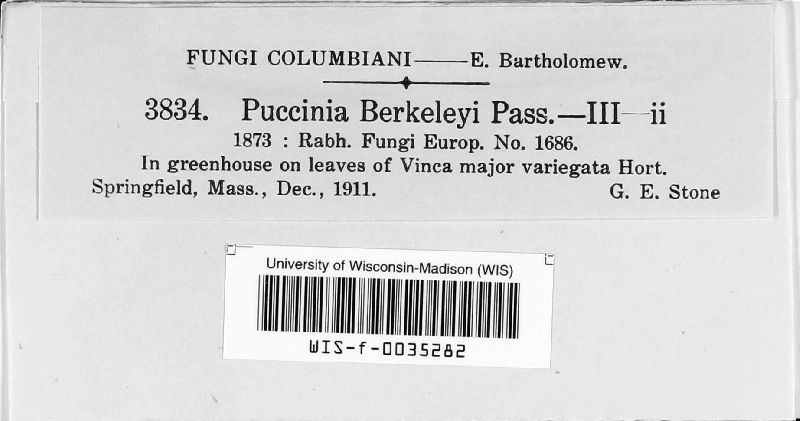 FUNGI COLUMBIANI——E. Bartholomew.
3834. Puccinia Berkeleyi Pass.—III—ii
1873 : Rabh. Fungi Europ. No. 1686.
In greenhouse on leaves of Vinca major variegata Hort.
Springfield, Mass., Dec., 1911. G. E. Stone
University of Wisconsin-Madison (WIS)
WIS-f-0035282